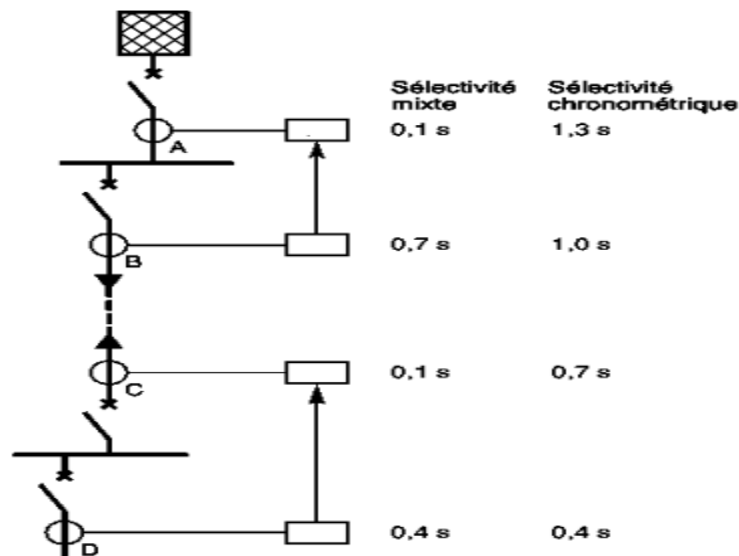 Sélectivité mixte
Sélectivité chronométrique
A
0,1 s
1,3 s
B
0,7 s
1,0 s
C
0,1 s
0,7 s
D
0,4 s
0,4 s